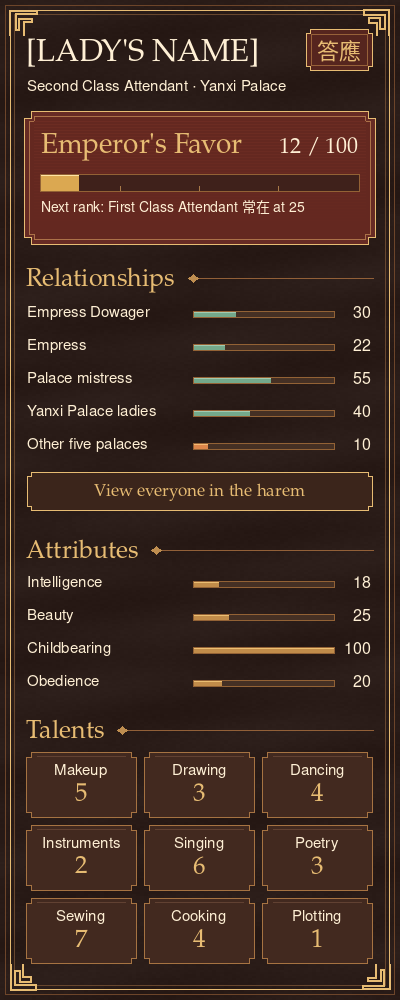 [LADY'S NAME]
答應
Second Class Attendant · Yanxi Palace
Emperor's Favor 12 / 100
Next rank: First Class Attendant 常在 at 25
Relationships
Empress Dowager 30
Empress 22
Palace mistress 55
Yanxi Palace ladies 40
Other five palaces 10
View everyone in the harem
Attributes
Intelligence 18
Beauty 25
Childbearing 100
Obedience 20
Talents
Makeup Drawing Dancing
5 3 4
Instruments Singing Poetry
2 6 3
Sewing Cooking Plotting
7 4 1